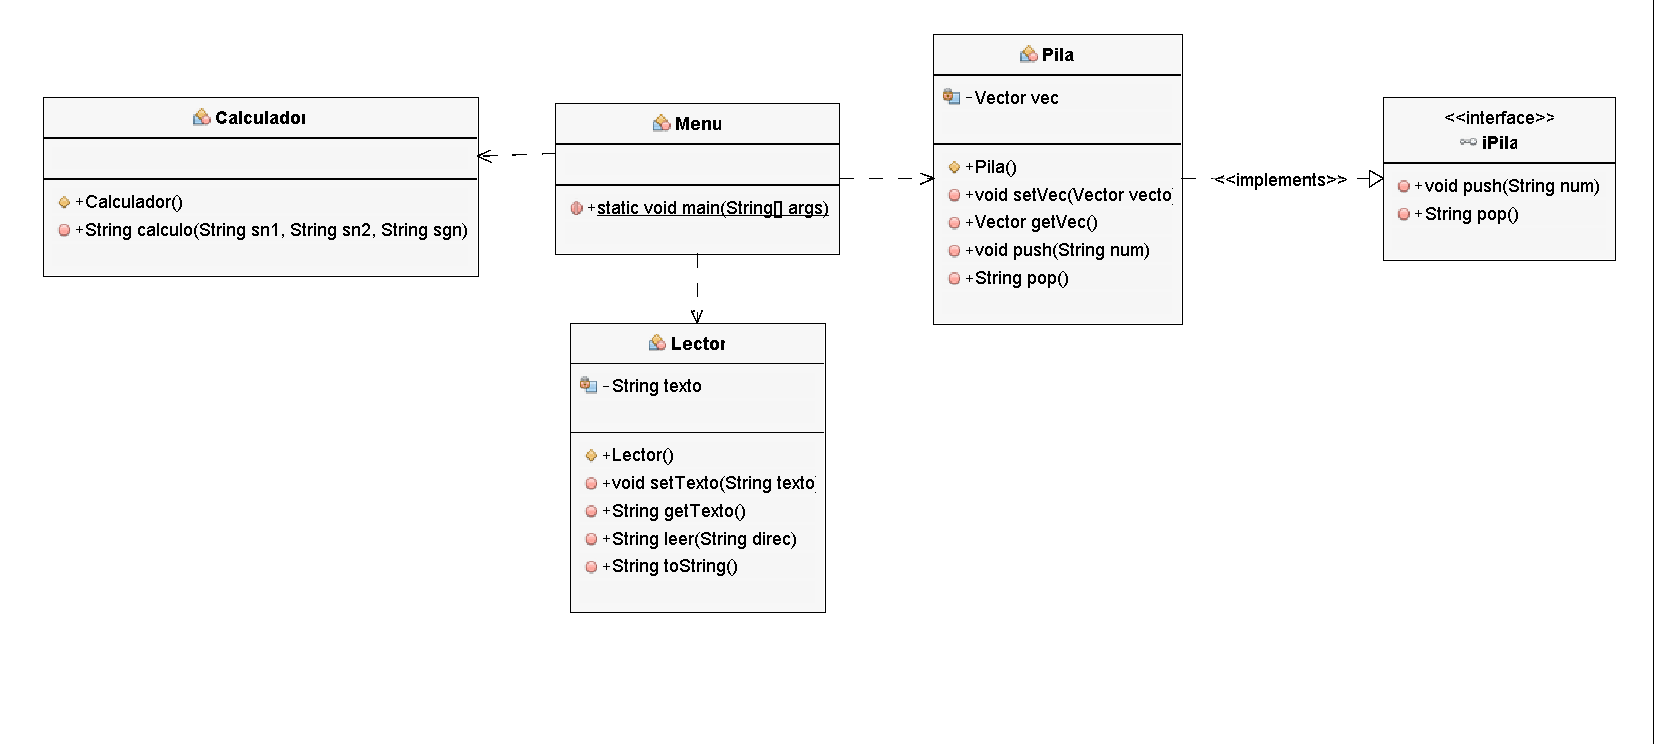 Calculador
+Calculador()
+String calculo(String sn1, String sn2, String sgn)
Menu
+static void main(String[] args)
Lector
-String texto
+Lector()
+void setTexto(String texto
+String getTexto()
+String leer(String direc)
+String toString()
Pila
-Vector vec
+Pila()
+void setVec(Vector vecto
+Vector getVec()
+void push(String num)
+String pop()
<<implements>>
<<interface>>
iPila
+void push(String num)
+String pop()